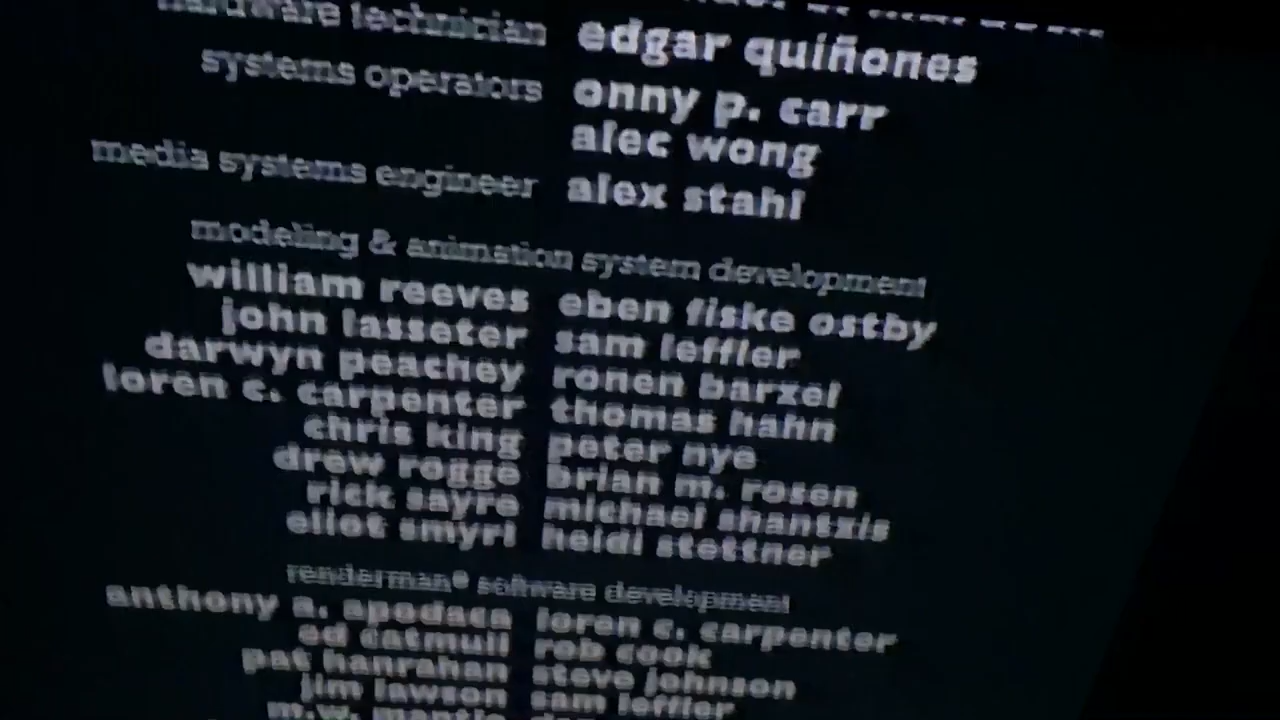 hardware technician edgar quiñones
systems operators onny p. carr
alec wong
media systems engineer alex stahl
modeling & animation system development
william reeves eben fiske ostby
john lasseter sam leffler
darwyn peachey ronen barzel
loren c. carpenter thomas hahn
chris king peter nye
drew rogge brian m. rosen
rick sayre michael shantzis
eliot smyrl heidi stettner
renderman® software development
anthony a. apodaca loren c. carpenter
ed catmull rob cook
pat hanrahan steve johnson
jim lawson sam leffler
m.w. mantle